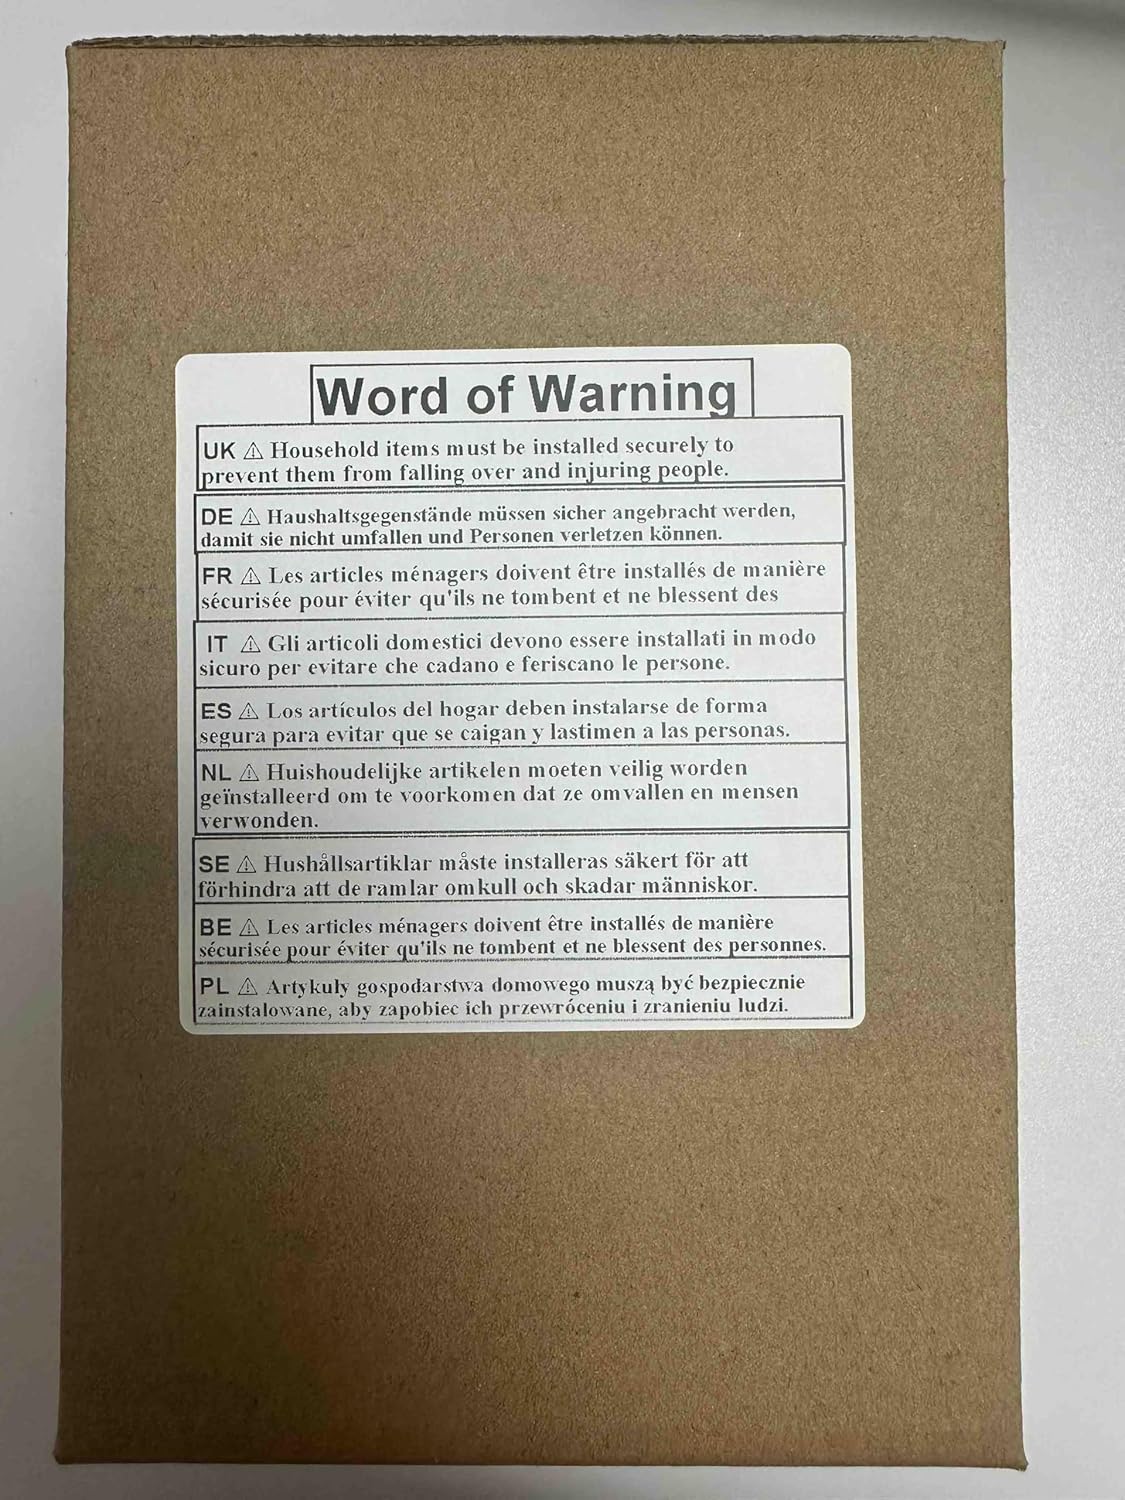 Word of Warning
UK ⚠ Household items must be installed securely to
prevent them from falling over and injuring people.
DE ⚠ Haushaltsgegenstände müssen sicher angebracht werden,
damit sie nicht umfallen und Personen verletzen können.
FR ⚠ Les articles ménagers doivent être installés de manière
sécurisée pour éviter qu'ils ne tombent et ne blessent des
IT ⚠ Gli articoli domestici devono essere installati in modo
sicuro per evitare che cadano e feriscano le persone.
ES ⚠ Los artículos del hogar deben instalarse de forma
segura para evitar que se caigan y lastimen a las personas.
NL ⚠ Huishoudelijke artikelen moeten veilig worden
geïnstalleerd om te voorkomen dat ze omvallen en mensen
verwonden.
SE ⚠ Hushållsartiklar måste installeras säkert för att
förhindra att de ramlar omkull och skadar människor.
BE ⚠ Les articles ménagers doivent être installés de manière
sécurisée pour éviter qu'ils ne tombent et ne blessent des personnes.
PL ⚠ Artykuły gospodarstwa domowego muszą być bezpiecznie
zainstalowane, aby zapobiec ich przewróceniu i zranieniu ludzi.